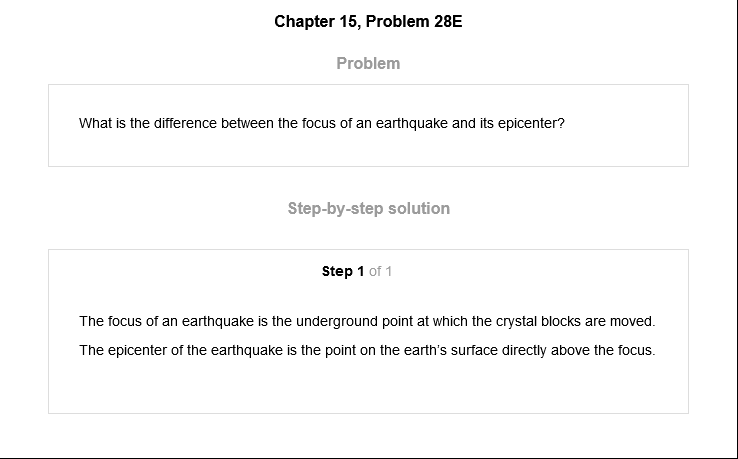 Chapter 15, Problem 28E
Problem
What is the difference between the focus of an earthquake and its epicenter?
Step-by-step solution
Step 1 of 1
The focus of an earthquake is the underground point at which the crystal blocks are moved.
The epicenter of the earthquake is the point on the earth's surface directly above the focus.